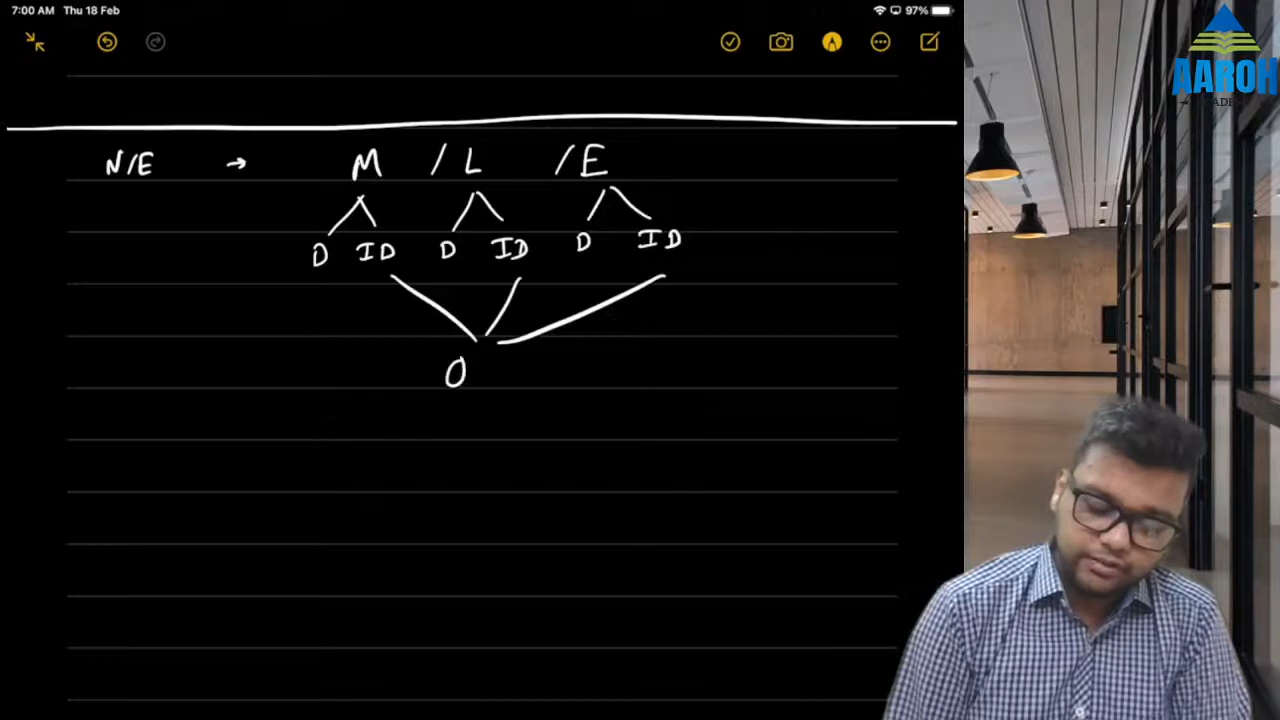 7:00 AM Thu 18 Feb 97%
AAROH
N/E → M / L / E
D ID D ID D ID
O